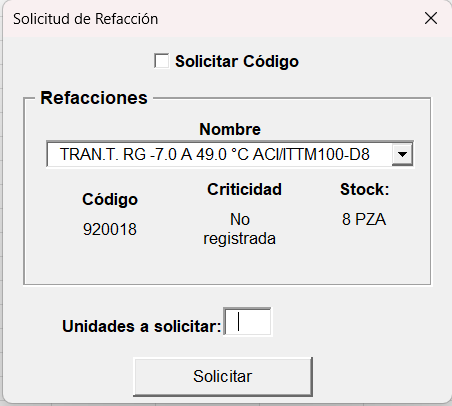 Solicitud de Refacción
Solicitar Código
Refacciones
Nombre
TRAN.T. RG -7.0 A 49.0 °C ACI/ITTM100-D8
Código
920018
Criticidad
No
registrada
Stock:
8 PZA
Unidades a solicitar:
Solicitar